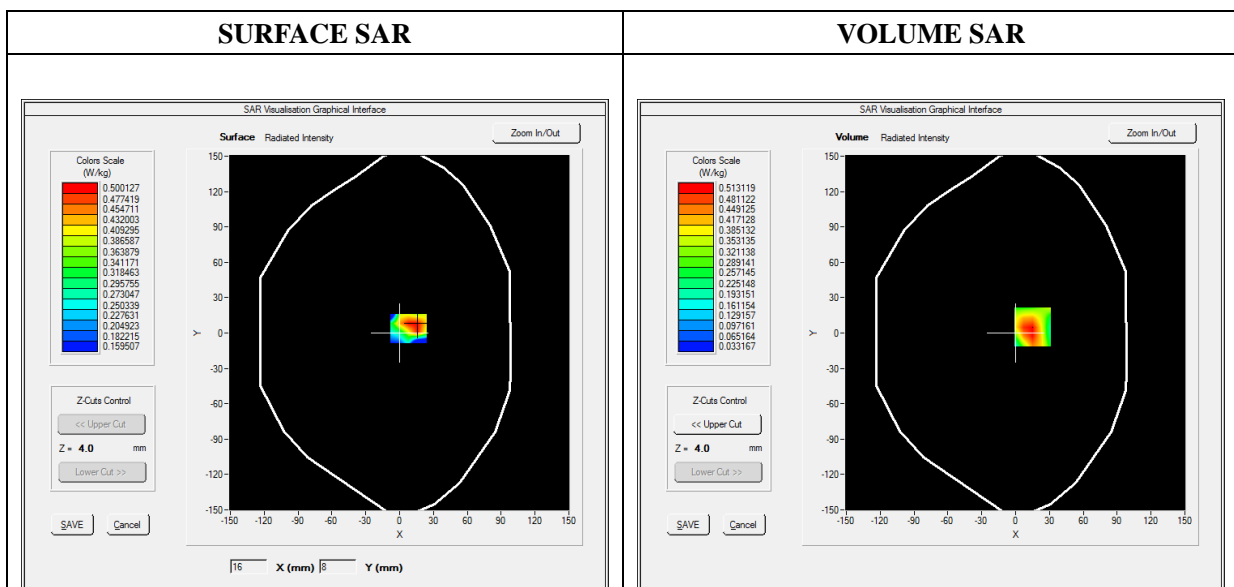 SURFACE SAR
SAR Visualisation Graphical Interface
Surface Radiated Intensity
Zoom In/Out
Colors Scale
(W/kg)
0.500127
0.477419
0.454711
0.432003
0.409295
0.386587
0.363879
0.341171
0.318463
0.295755
0.273047
0.250339
0.227631
0.204923
0.182215
0.159507
Z-Cuts Control
<< Upper Cut
Z = 4.0 mm
Lower Cut >>
SAVE Cancel
150
120
90
60
30
0
-30
-60
-90
-120
-150
Y
-150 -120 -90 -60 -30 0 30 60 90 120 150
X
16 X (mm) 8 Y (mm)
VOLUME SAR
SAR Visualisation Graphical Interface
Volume Radiated Intensity
Zoom In/Out
Colors Scale
(W/kg)
0.513119
0.481122
0.449125
0.417128
0.385132
0.353135
0.321138
0.289141
0.257145
0.225148
0.193151
0.161154
0.129157
0.097161
0.065164
0.033167
Z-Cuts Control
<< Upper Cut
Z = 4.0 mm
Lower Cut >>
SAVE Cancel
150
120
90
60
30
0
-30
-60
-90
-120
-150
Y
-150 -120 -90 -60 -30 0 30 60 90 120 150
X